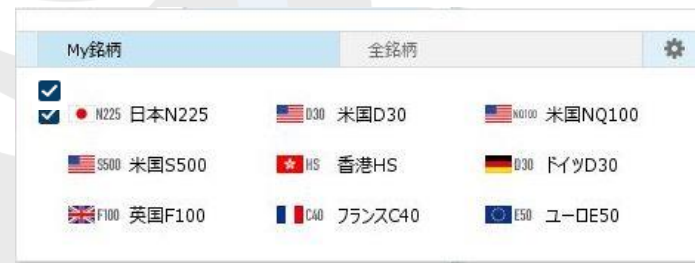 My銘柄 全銘柄
N225 日本N225 D30 米国D30 NQ100 米国NQ100
S500 米国S500 HS 香港HS D30 ドイツD30
F100 英国F100 C40 フランスC40 E50 ユーロE50